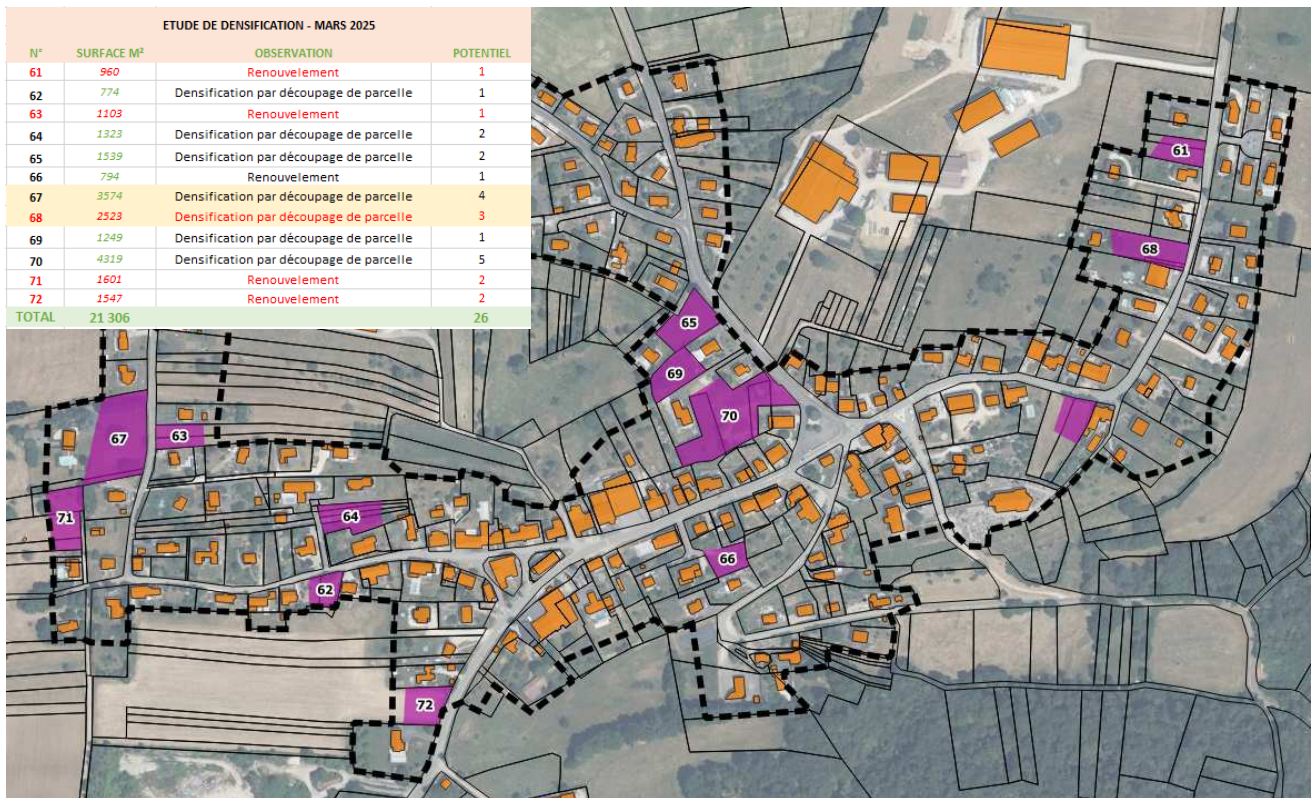 ETUDE DE DENSIFICATION - MARS 2025
N° SURFACE M² OBSERVATION POTENTIEL
61 960 Renouvelement 1
62 774 Densification par découpage de parcelle 1
63 1103 Renouvelement 1
64 1323 Densification par découpage de parcelle 2
65 1539 Densification par découpage de parcelle 2
66 794 Renouvelement 1
67 3574 Densification par découpage de parcelle 4
68 2523 Densification par découpage de parcelle 3
69 1249 Densification par découpage de parcelle 1
70 4319 Densification par découpage de parcelle 5
71 1601 Renouvelement 2
72 1547 Renouvelement 2
TOTAL 21 306 26
61
68
65
69
70
67
63
71
64
66
62
72